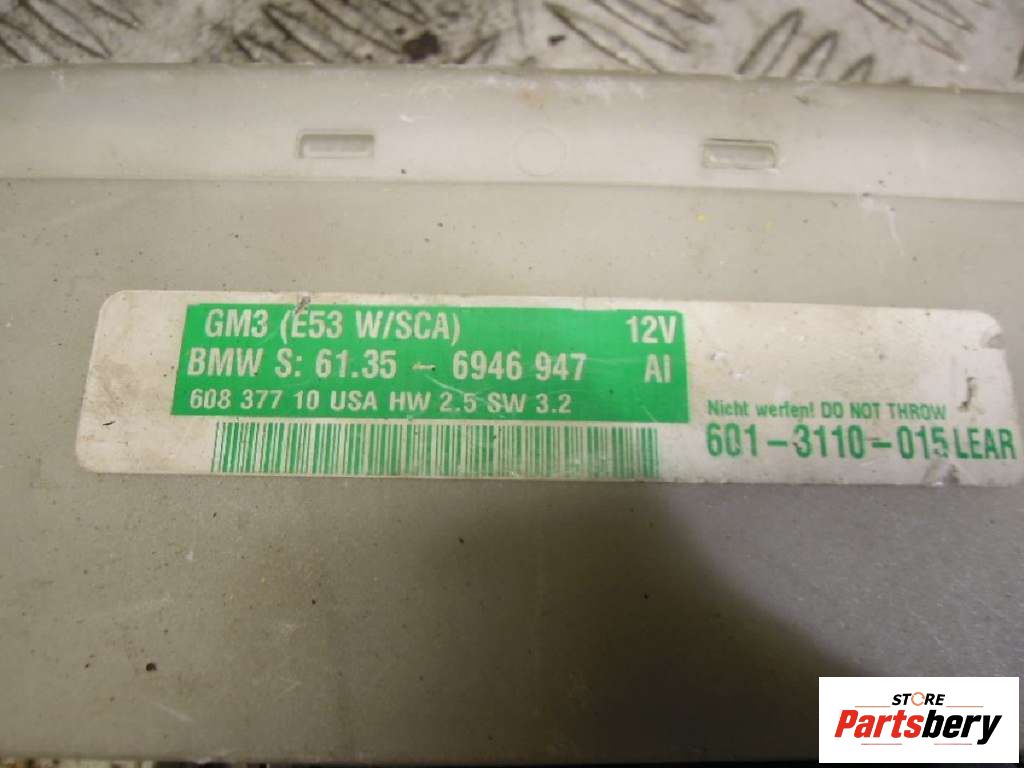 GM3 (E53 W/SCA) 12V
BMW S: 61.35 - 6946 947 AI
608 377 10 USA HW 2.5 SW 3.2
Nicht werfen! DO NOT THROW
601-3110-015 LEAR
STORE
Partsbery